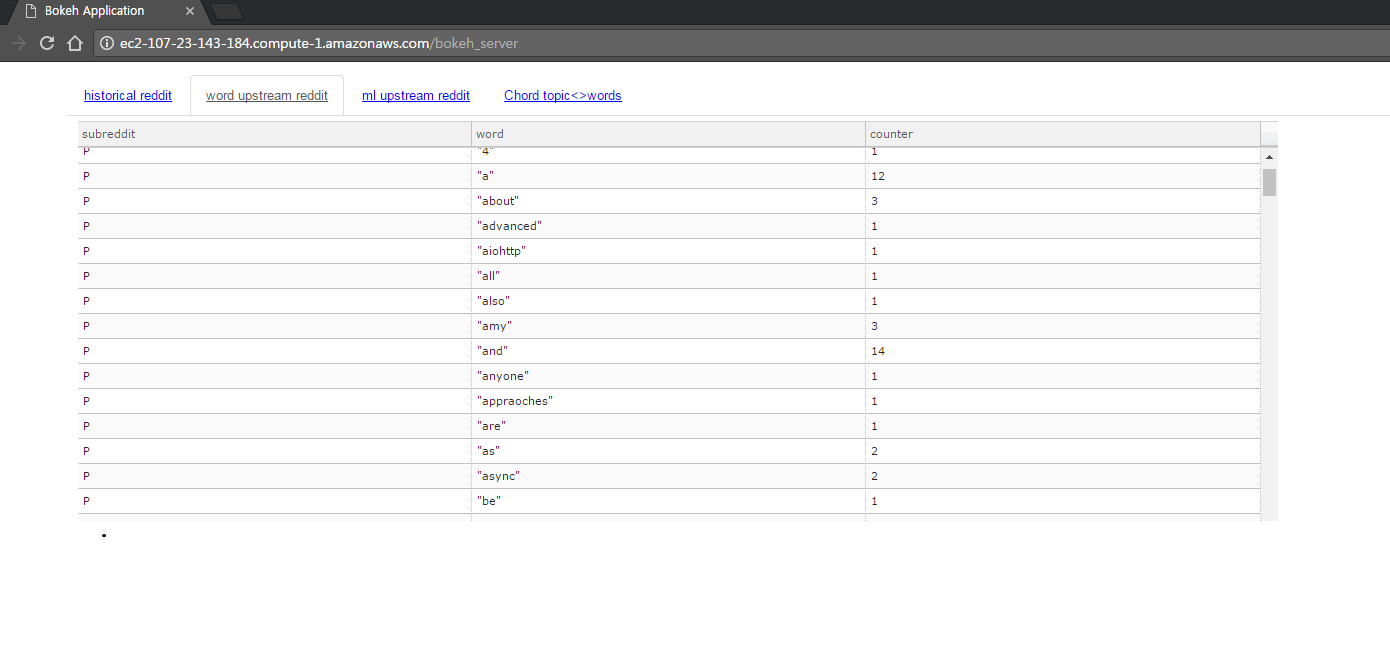 Bokeh Application
ec2-107-23-143-184.compute-1.amazonaws.com/bokeh_server
historical reddit word upstream reddit ml upstream reddit Chord topic<>words
subreddit word counter
P "4" 1
P "a" 12
P "about" 3
P "advanced" 1
P "aiohttp" 1
P "all" 1
P "also" 1
P "amy" 3
P "and" 14
P "anyone" 1
P "appraoches" 1
P "are" 1
P "as" 2
P "async" 2
P "be" 1